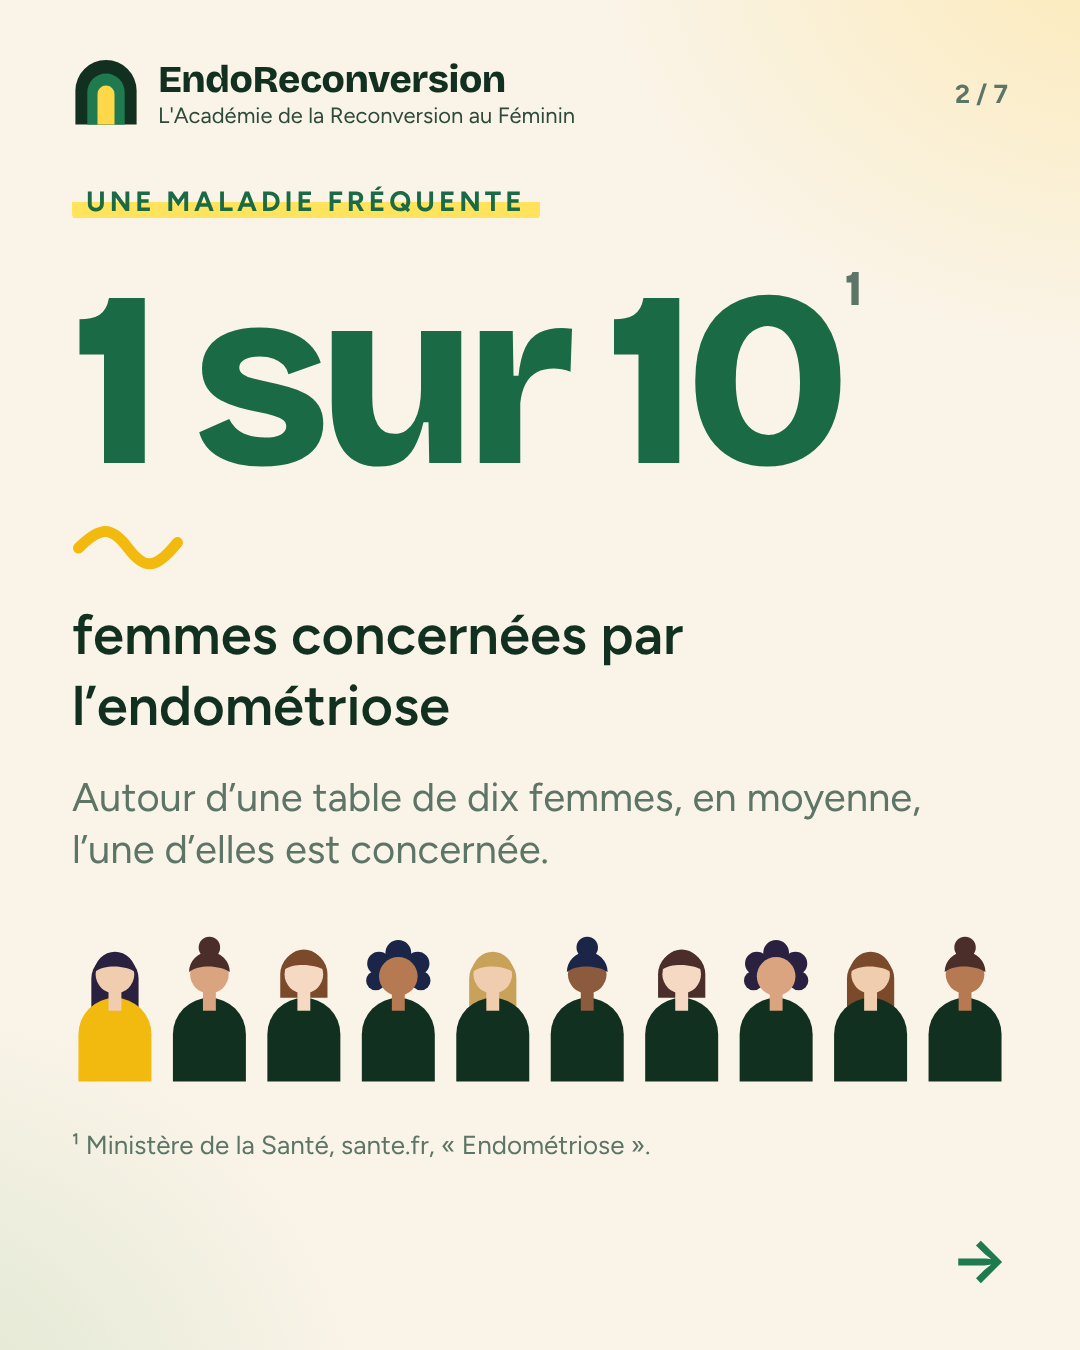 EndoReconversion
L'Académie de la Reconversion au Féminin
2 / 7
UNE MALADIE FRÉQUENTE
1 sur 10¹
femmes concernées par
l’endométriose
Autour d’une table de dix femmes, en moyenne,
l’une d’elles est concernée.
¹ Ministère de la Santé, sante.fr, « Endométriose ».